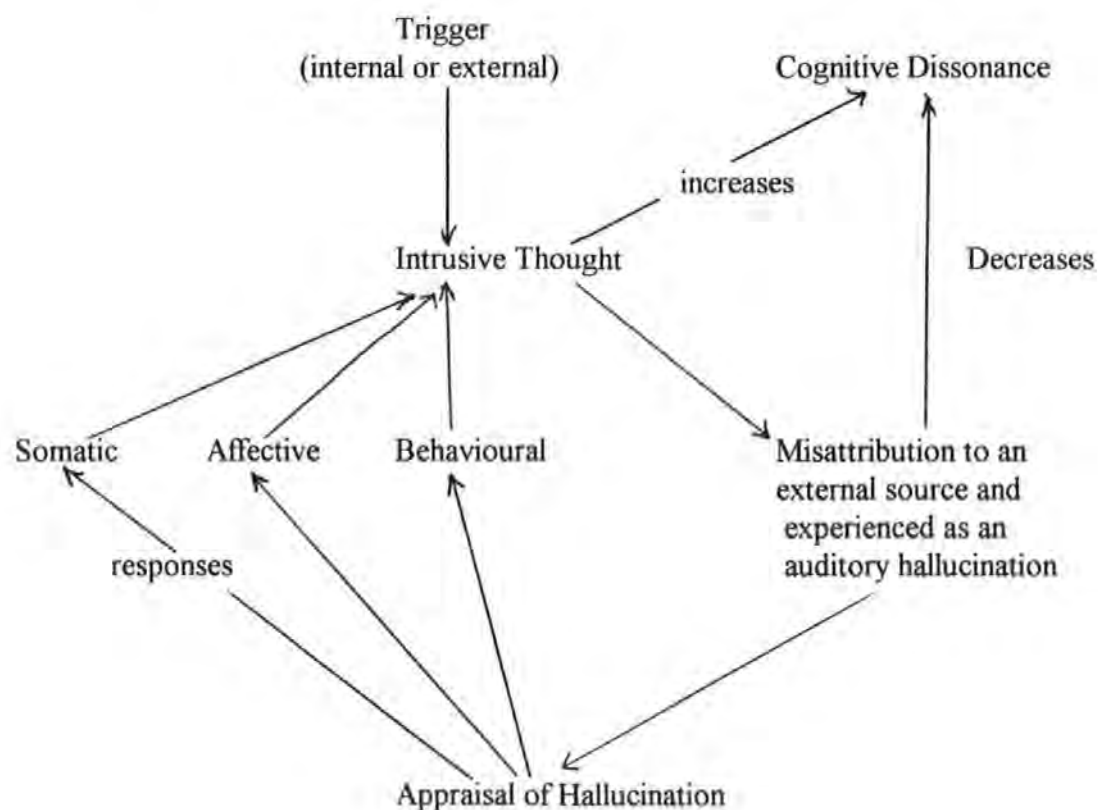 Trigger
(internal or external)
Cognitive Dissonance
increases
Intrusive Thought
Decreases
Somatic
Affective
Behavioural
Misattribution to an
external source and
experienced as an
auditory hallucination
responses
Appraisal of Hallucination